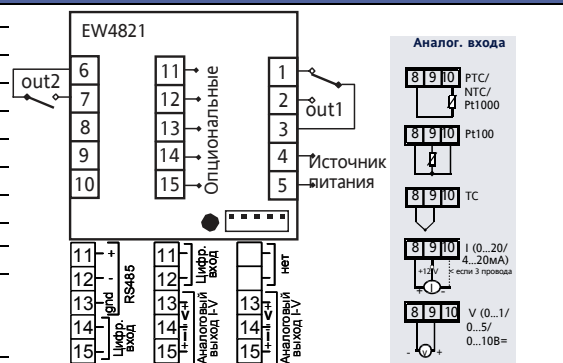 EW4821
6
7
8
9
10
out2
11
12
13
14
15
Опциональные
1
2
3
4
5
out1
Источник
питания
11 +
12 -
13 gnd
14
15
RS485
Цифр.
вход
11
12
13 + V
14 - i
15 +
Цифр.
вход
Аналоговый
выход I-V
нет
13 + V
14 - i
15 +
Аналоговый
выход I-V
Аналог. входа
8 9 10 PTC/
NTC/
Pt1000
8 9 10 Pt100
8 9 10 TC
8 9 10 I (0...20/
4...20мА)
+12 V < если 3 провода
+ I -
8 9 10 V (0...1/
0...5/
0...10В=
- V +